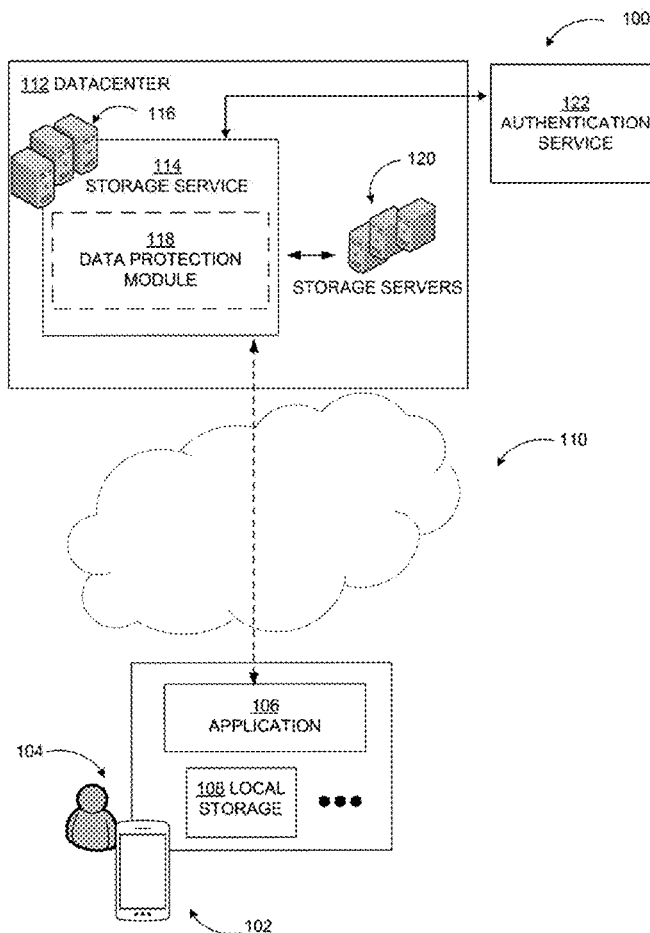 100
112 DATACENTER
116
122
AUTHENTICATION
SERVICE
114
STORAGE SERVICE
120
118
DATA PROTECTION
MODULE
STORAGE SERVERS
110
106
APPLICATION
104
108 LOCAL
STORAGE
102